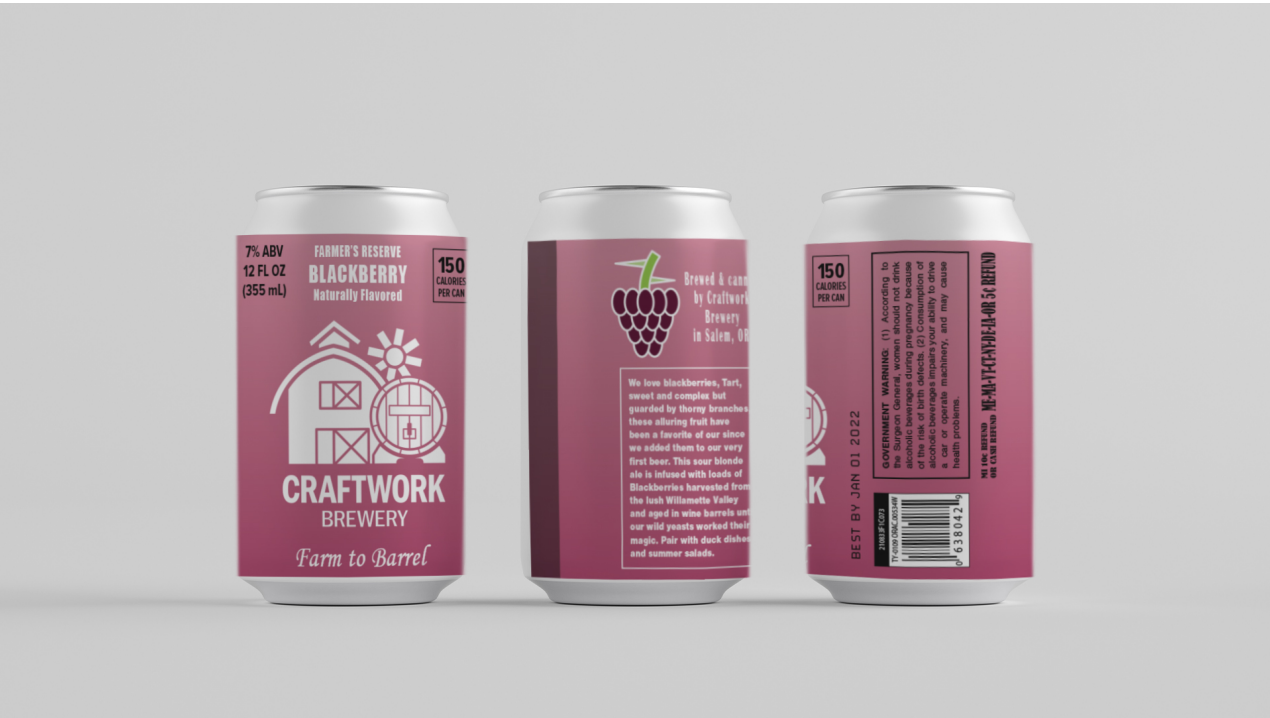 7% ABV
12 FL OZ
(355 mL)
FARMER'S RESERVE
BLACKBERRY
Naturally Flavored
150
CALORIES
PER CAN
CRAFTWORK
BREWERY
Farm to Barrel
Brewed & cann
by Craftwork
Brewery
in Salem, OR
We love blackberries, Tart,
sweet and complex but
guarded by thorny branches
these alluring fruit have
been a favorite of our since
we added them to our very
first beer. This sour blonde
ale is infused with loads of
Blackberries harvested from
the lush Willamette Valley
and aged in wine barrels unt
our wild yeasts worked their
magic. Pair with duck dishes
and summer salads.
150
CALORIES
PER CAN
K
BEST BY JAN 01 2022
GOVERNMENT WARNING: (1) According to
the Surgeon General, women should not drink
alcoholic beverages during pregnancy because
of the risk of birth defects. (2) Consumption of
alcoholic beverages impairs your ability to drive
a car or operate machinery, and may cause
health problems.
MI 10¢ REFUND
OR CASH REFUND ME-MA-VT-CT-NY-DE-IA-OR 5¢ REFUND
TY-0109 ORAC.00534W
0 638042 9